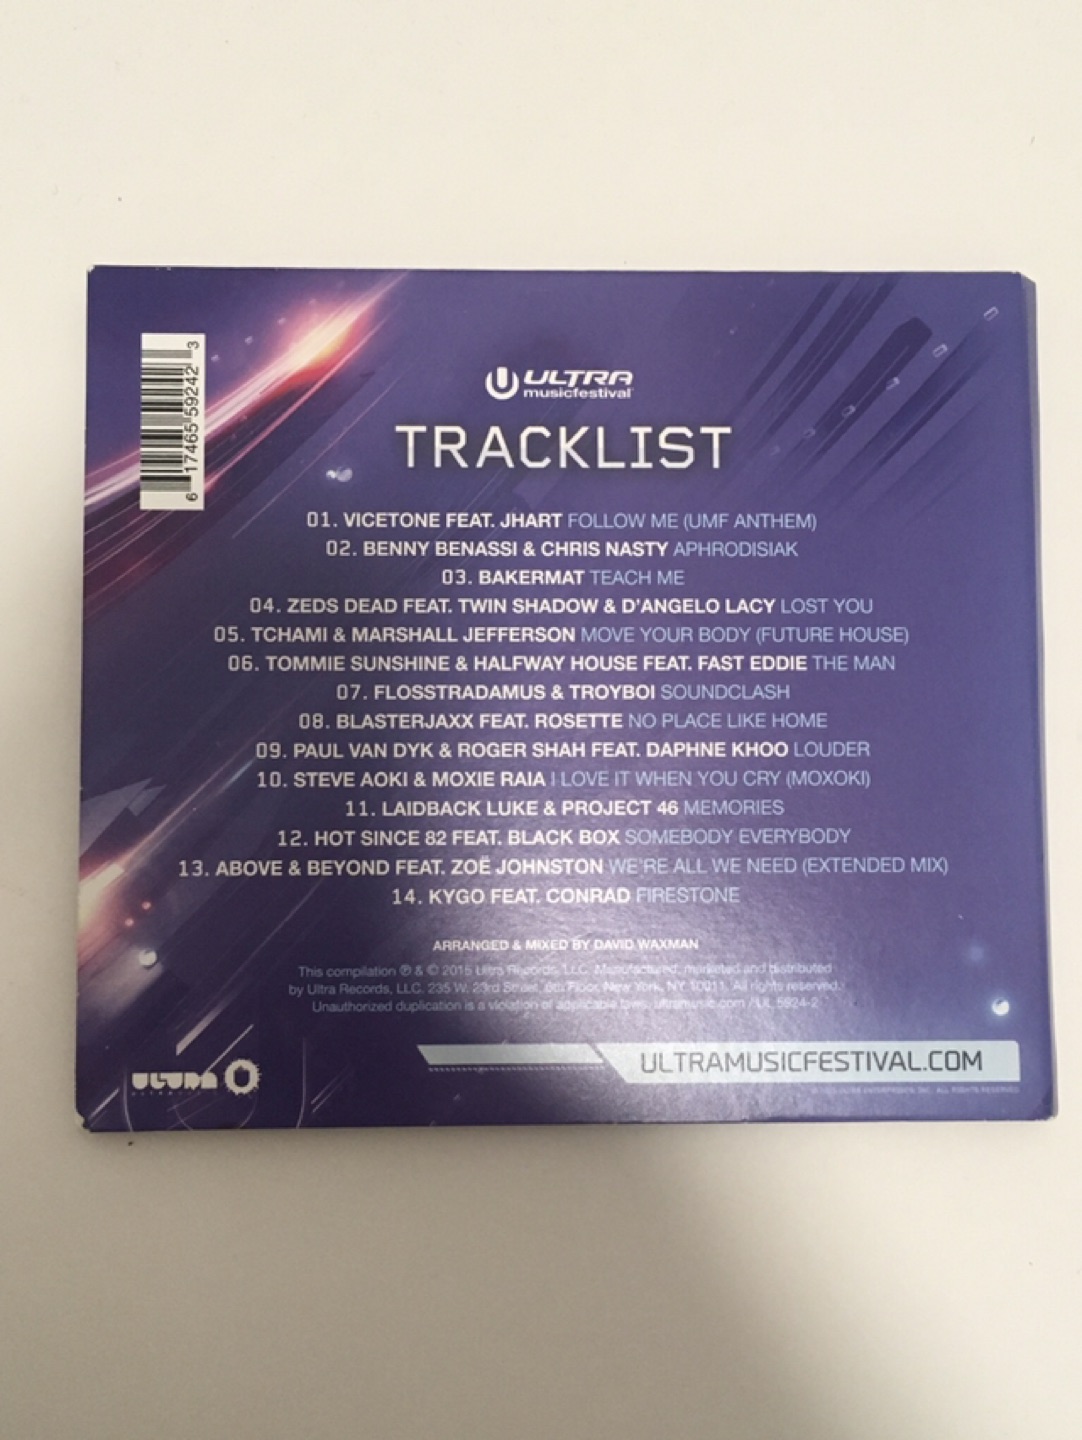 6 17465 59242 3
ULTRA
musicfestival
TRACKLIST
01. VICETONE FEAT. JHART FOLLOW ME (UMF ANTHEM)
02. BENNY BENASSI & CHRIS NASTY APHRODISIAK
03. BAKERMAT TEACH ME
04. ZEDS DEAD FEAT. TWIN SHADOW & D'ANGELO LACY LOST YOU
05. TCHAMI & MARSHALL JEFFERSON MOVE YOUR BODY (FUTURE HOUSE)
06. TOMMIE SUNSHINE & HALFWAY HOUSE FEAT. FAST EDDIE THE MAN
07. FLOSSTRADAMUS & TROYBOI SOUNDCLASH
08. BLASTERJAXX FEAT. ROSETTE NO PLACE LIKE HOME
09. PAUL VAN DYK & ROGER SHAH FEAT. DAPHNE KHOO LOUDER
10. STEVE AOKI & MOXIE RAIA I LOVE IT WHEN YOU CRY (MOXOKI)
11. LAIDBACK LUKE & PROJECT 46 MEMORIES
12. HOT SINCE 82 FEAT. BLACK BOX SOMEBODY EVERYBODY
13. ABOVE & BEYOND FEAT. ZOË JOHNSTON WE'RE ALL WE NEED (EXTENDED MIX)
14. KYGO FEAT. CONRAD FIRESTONE
ARRANGED & MIXED BY DAVID WAXMAN
This compilation ℗ & © 2015 Ultra Records, LLC. Manufactured, marketed and distributed
by Ultra Records, LLC, 235 W. 23rd Street, 6th Floor, New York, NY 10011. All rights reserved.
Unauthorized duplication is a violation of applicable laws. ultramusic.com / UL 5924-2
ULTRA
ULTRAMUSICFESTIVAL.COM
ALL RIGHTS RESERVED